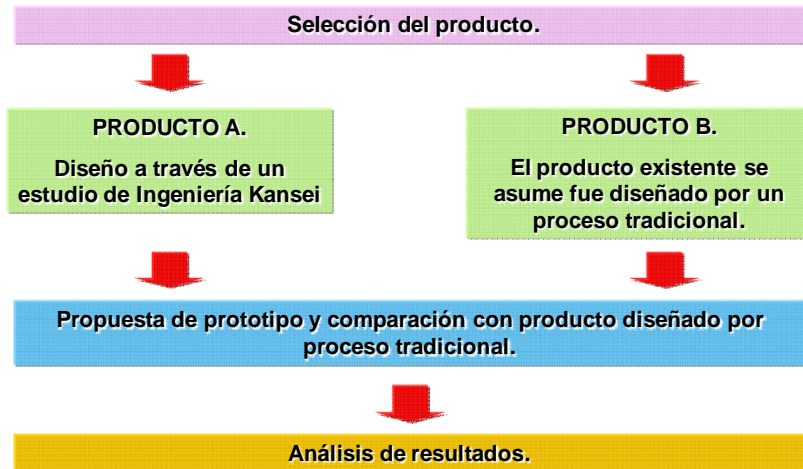 Selección del producto.
PRODUCTO A.
Diseño a través de un
estudio de Ingeniería Kansei
PRODUCTO B.
El producto existente se
asume fue diseñado por un
proceso tradicional.
Propuesta de prototipo y comparación con producto diseñado por
proceso tradicional.
Análisis de resultados.